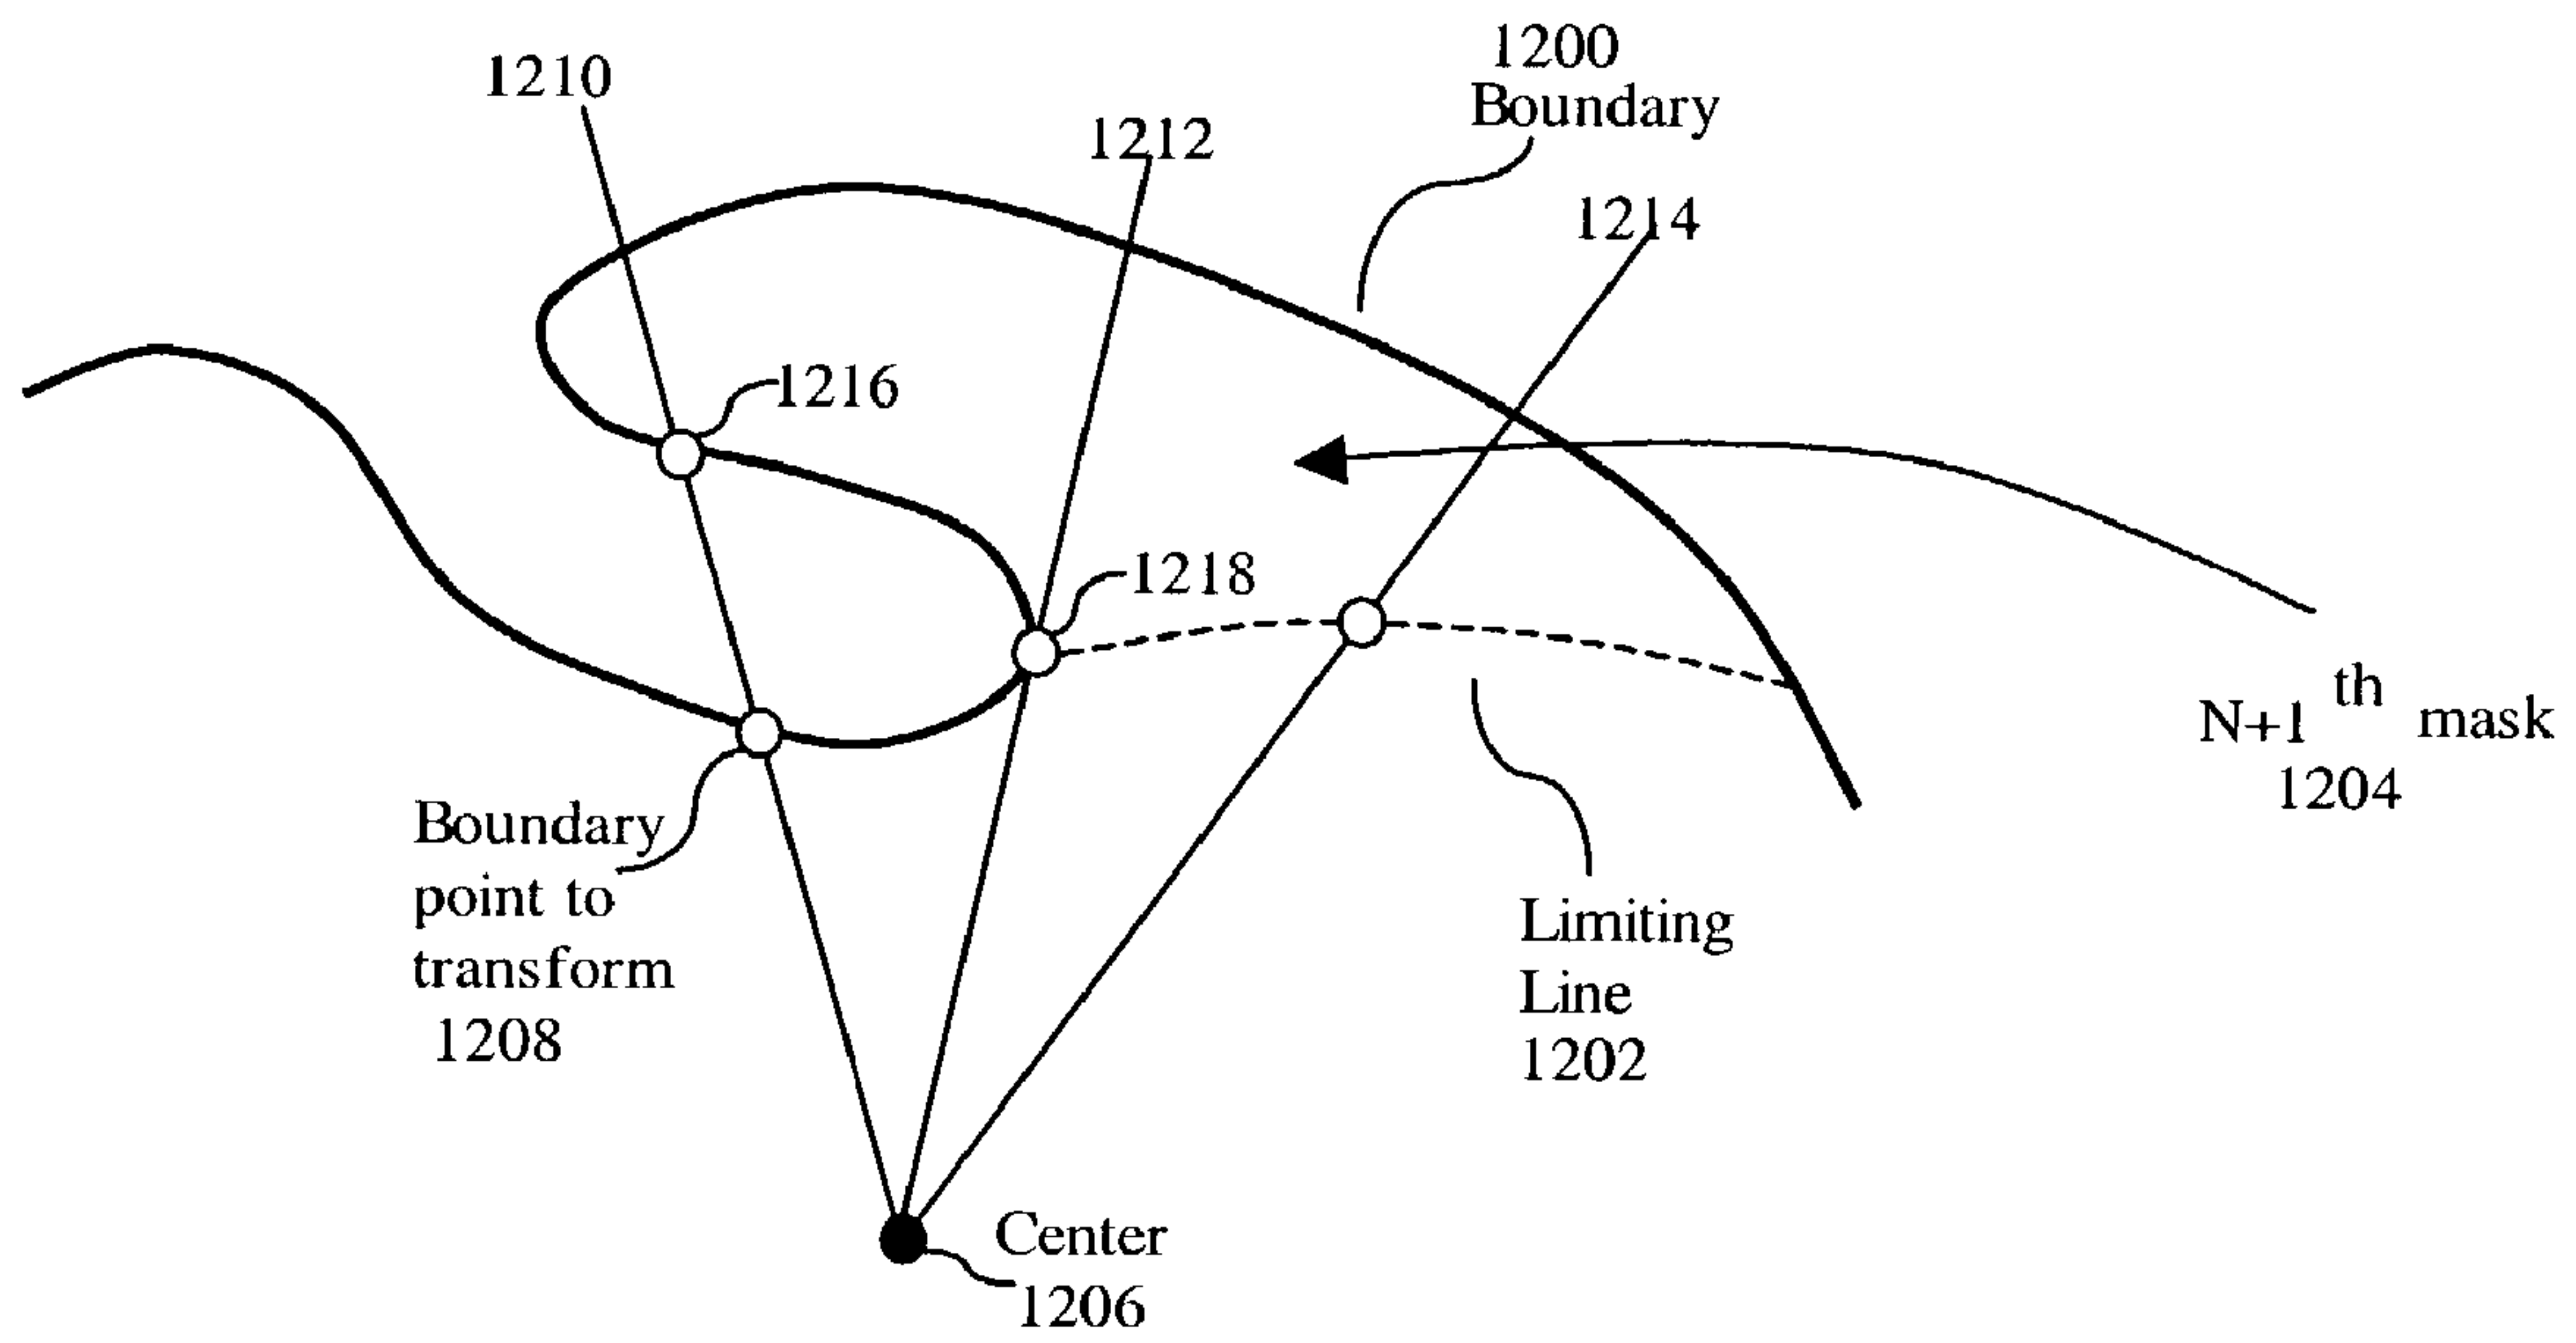 1200
Boundary
1210
1212
1214
1216
1218
N+1 th mask
1204
Boundary
point to
transform
1208
Limiting
Line
1202
Center
1206